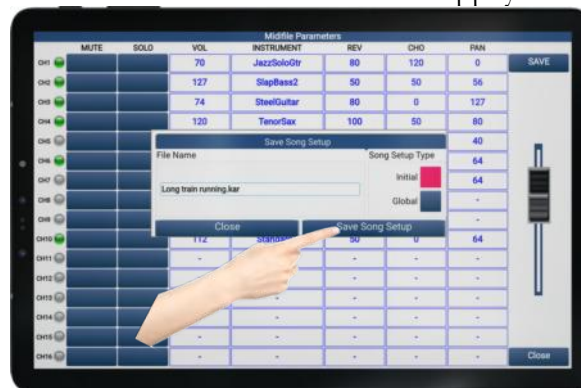 Midifile Parameters
MUTE SOLO VOL INSTRUMENT REV CHO PAN
CH1 70 JazzSoloGtr 80 120 0 SAVE
CH2 127 SlapBass2 50 50 56
CH3 74 SteelGuitar 80 0 127
CH4 120 TenorSax 100 50 80
CH5 40
Save Song Setup
File Name Song Setup Type
CH6 64
CH7 Initial 64
Long train running.kar
CH8 Global -
CH9 -
Close Save Song Setup
CH10 112 Standard 50 0 64
CH11 - - - - -
CH12 - - - -
CH13 - - - -
CH14 - - - -
CH15 - - - - -
CH16 - - - - - Close